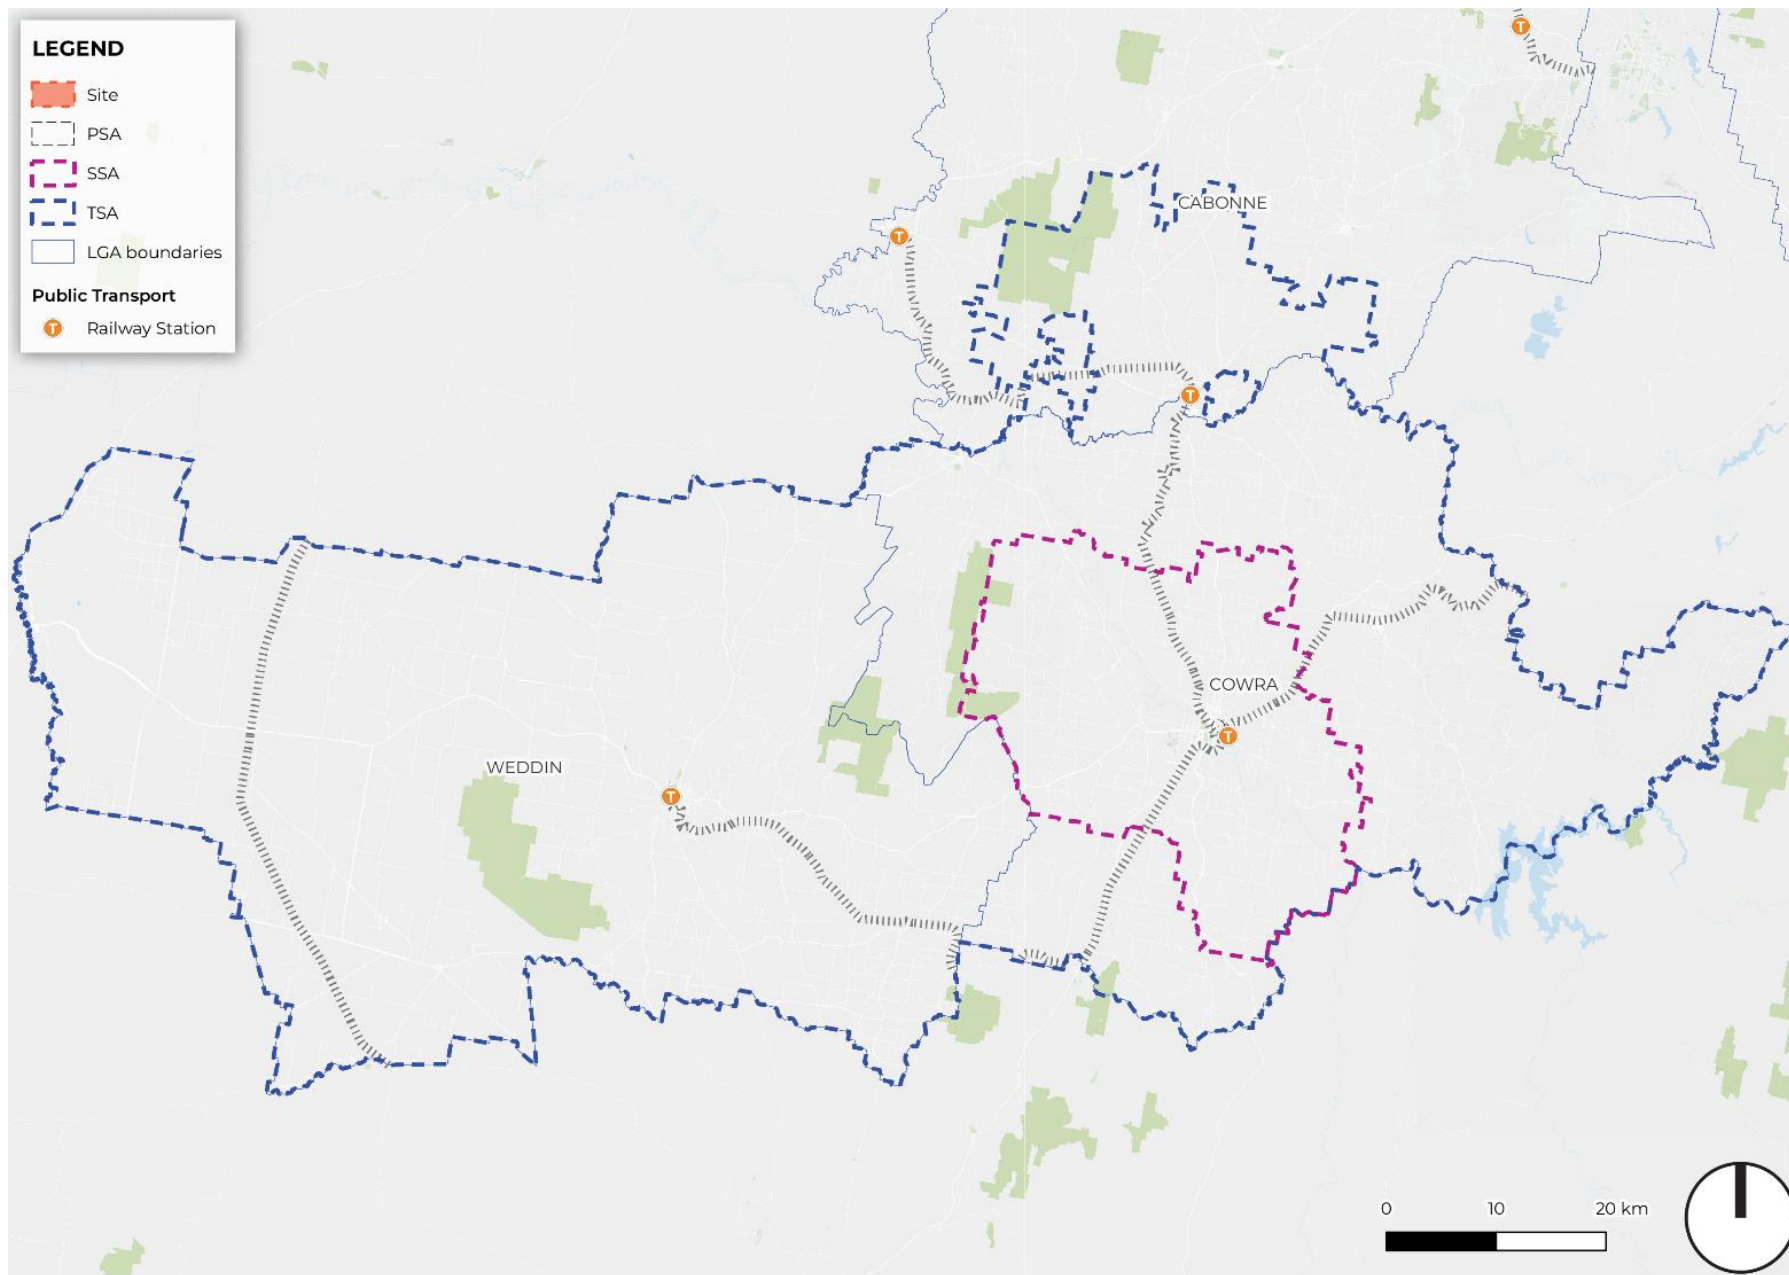 LEGEND
Site
PSA
SSA
TSA
LGA boundaries
Public Transport
T Railway Station
T
CABONNE
T
T
COWRA
T
WEDDIN
T
0 10 20 km